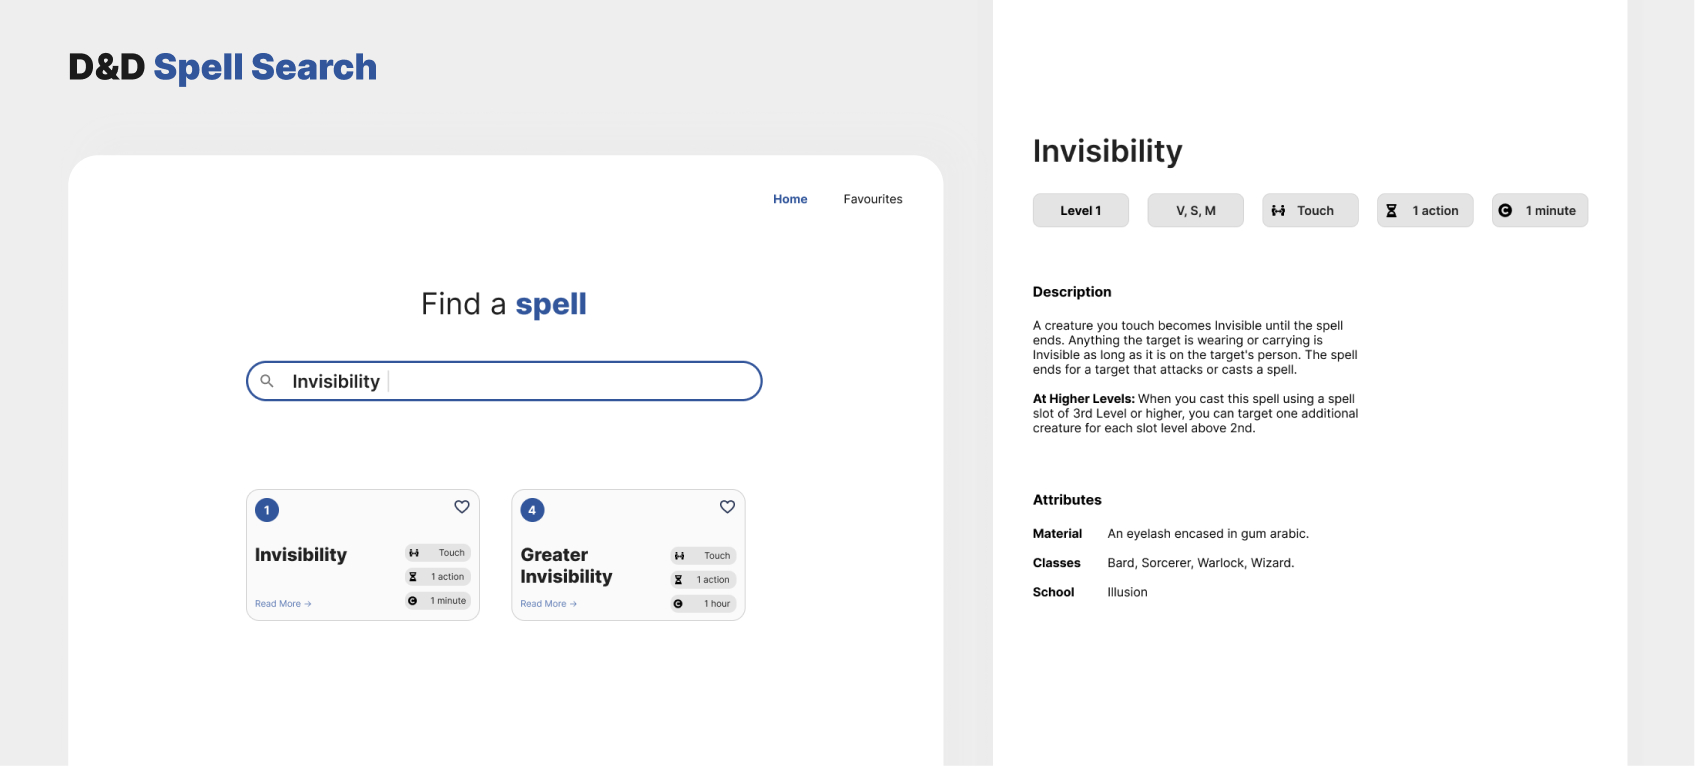 D&D Spell Search
Home
Favourites
Find a spell
Invisibility
1
Invisibility
Touch
1 action
1 minute
Read More →
4
Greater
Invisibility
Touch
1 action
1 hour
Read More →
Invisibility
Level 1
V, S, M
Touch
1 action
1 minute
Description
A creature you touch becomes Invisible until the spell
ends. Anything the target is wearing or carrying is
Invisible as long as it is on the target's person. The spell
ends for a target that attacks or casts a spell.
At Higher Levels: When you cast this spell using a spell
slot of 3rd Level or higher, you can target one additional
creature for each slot level above 2nd.
Attributes
Material An eyelash encased in gum arabic.
Classes Bard, Sorcerer, Warlock, Wizard.
School Illusion